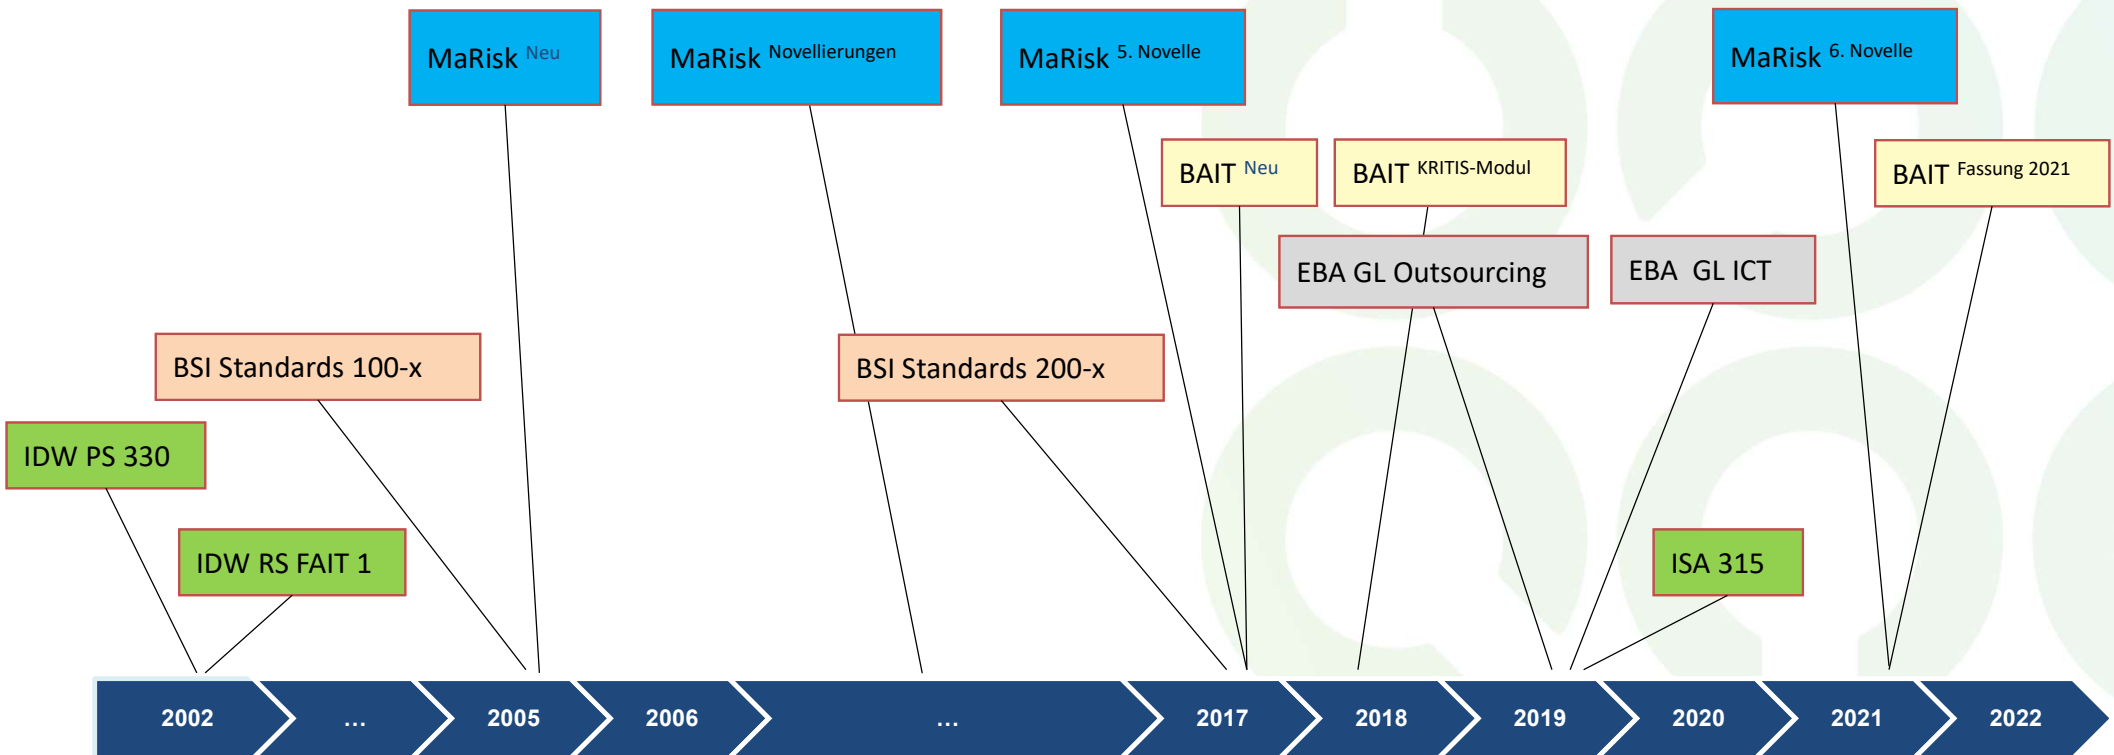 MaRisk Neu
MaRisk Novellierungen
MaRisk 5. Novelle
MaRisk 6. Novelle
BAIT Neu
BAIT KRITIS-Modul
BAIT Fassung 2021
EBA GL Outsourcing
EBA GL ICT
BSI Standards 100-x
BSI Standards 200-x
IDW PS 330
IDW RS FAIT 1
ISA 315
2002
...
2005
2006
...
2017
2018
2019
2020
2021
2022